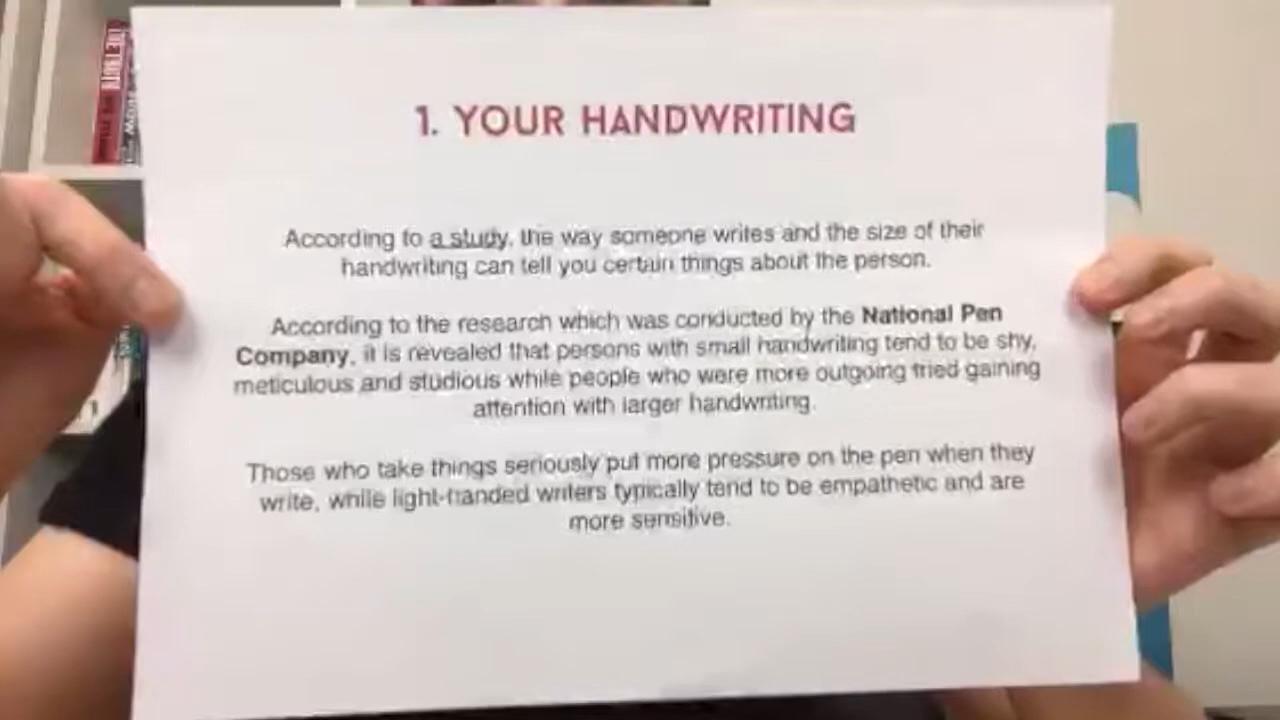 1. YOUR HANDWRITING
According to a study, the way someone writes and the size of their
handwriting can tell you certain things about the person.
According to the research which was conducted by the National Pen
Company, it is revealed that persons with small handwriting tend to be shy,
meticulous and studious while people who were more outgoing tried gaining
attention with larger handwriting.
Those who take things seriously put more pressure on the pen when they
write, while light-handed writers typically tend to be empathetic and are
more sensitive.